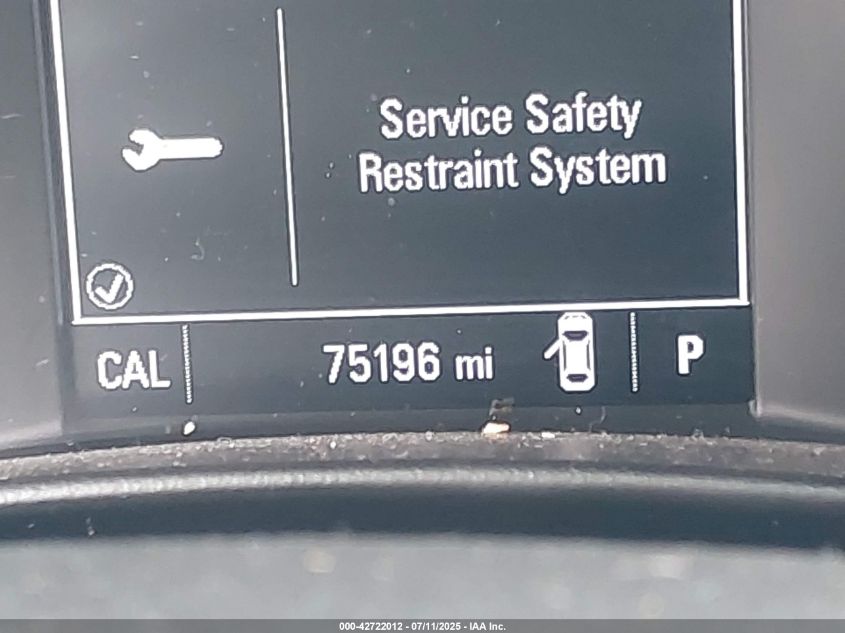 Service Safety
Restraint System
CAL 75196 mi P
000-42722012 - 07/11/2025 - IAA Inc.